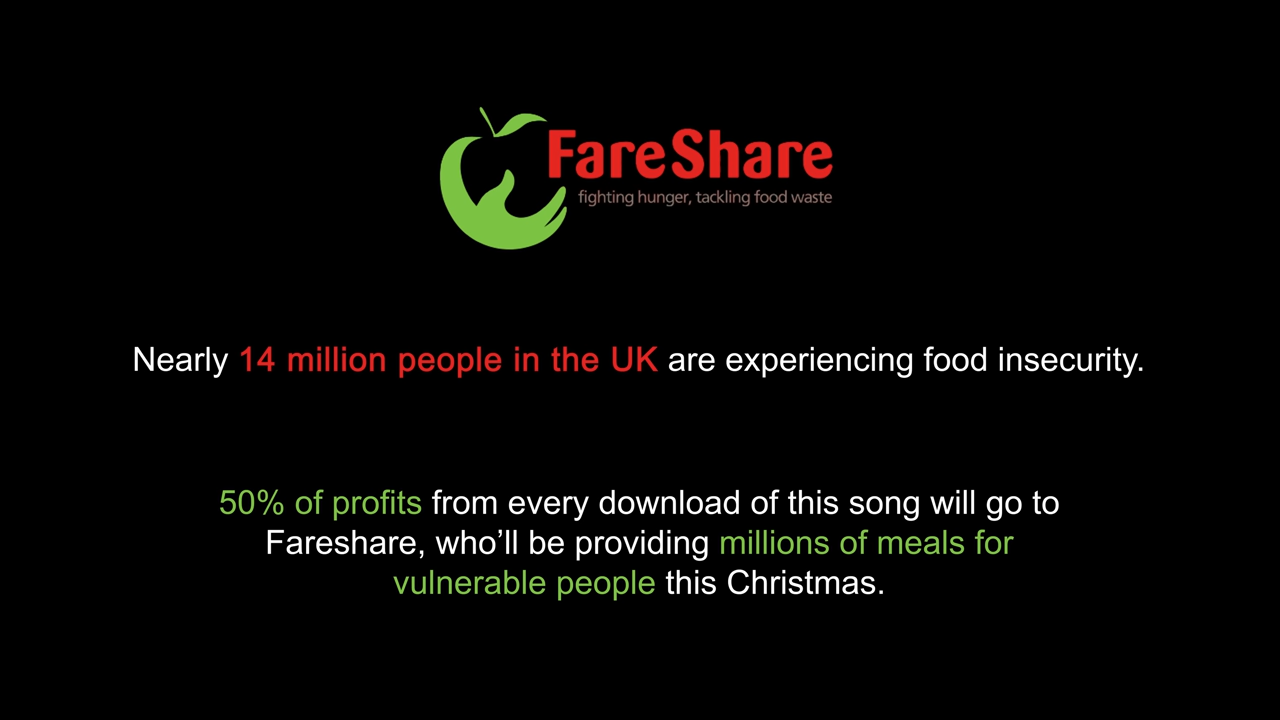 FareShare
fighting hunger, tackling food waste
Nearly 14 million people in the UK are experiencing food insecurity.
50% of profits from every download of this song will go to
Fareshare, who’ll be providing millions of meals for
vulnerable people this Christmas.